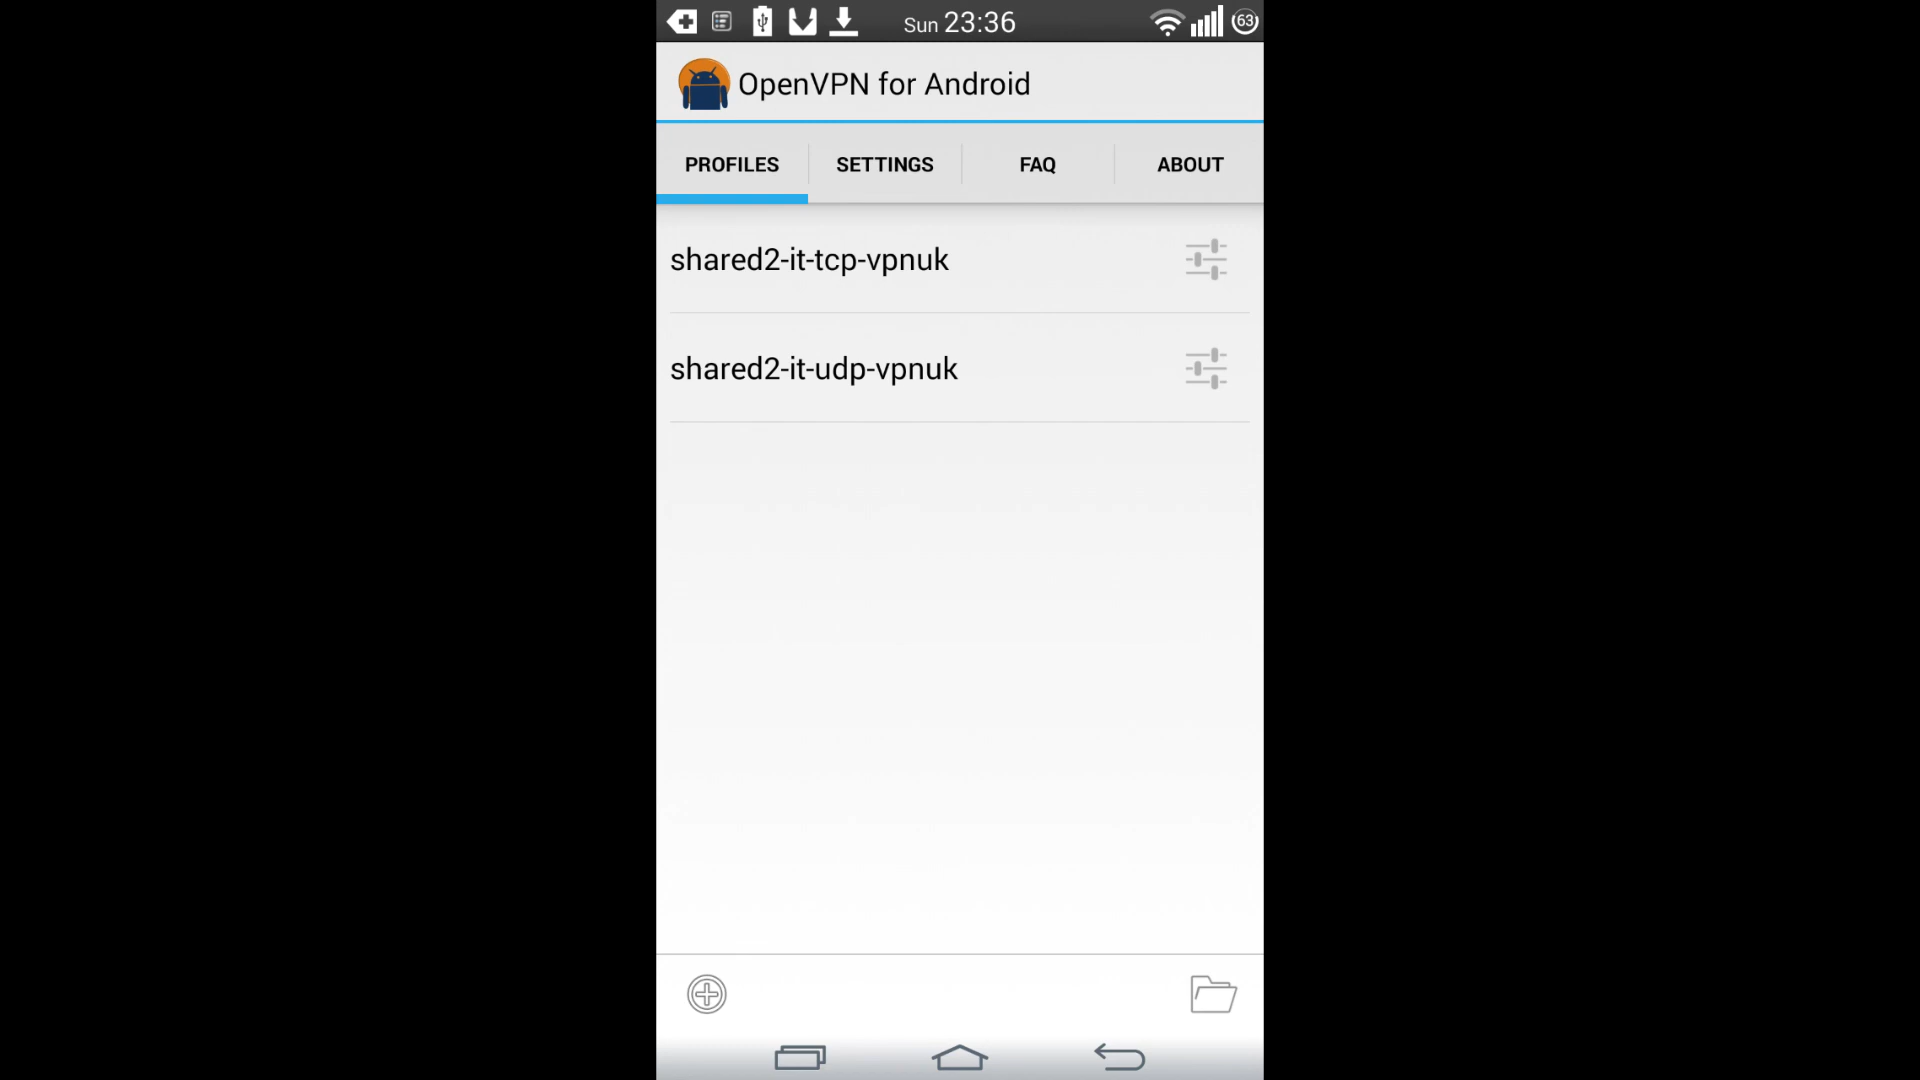 Sun 23:36
63
OpenVPN for Android
PROFILES
SETTINGS
FAQ
ABOUT
shared2-it-tcp-vpnuk
shared2-it-udp-vpnuk